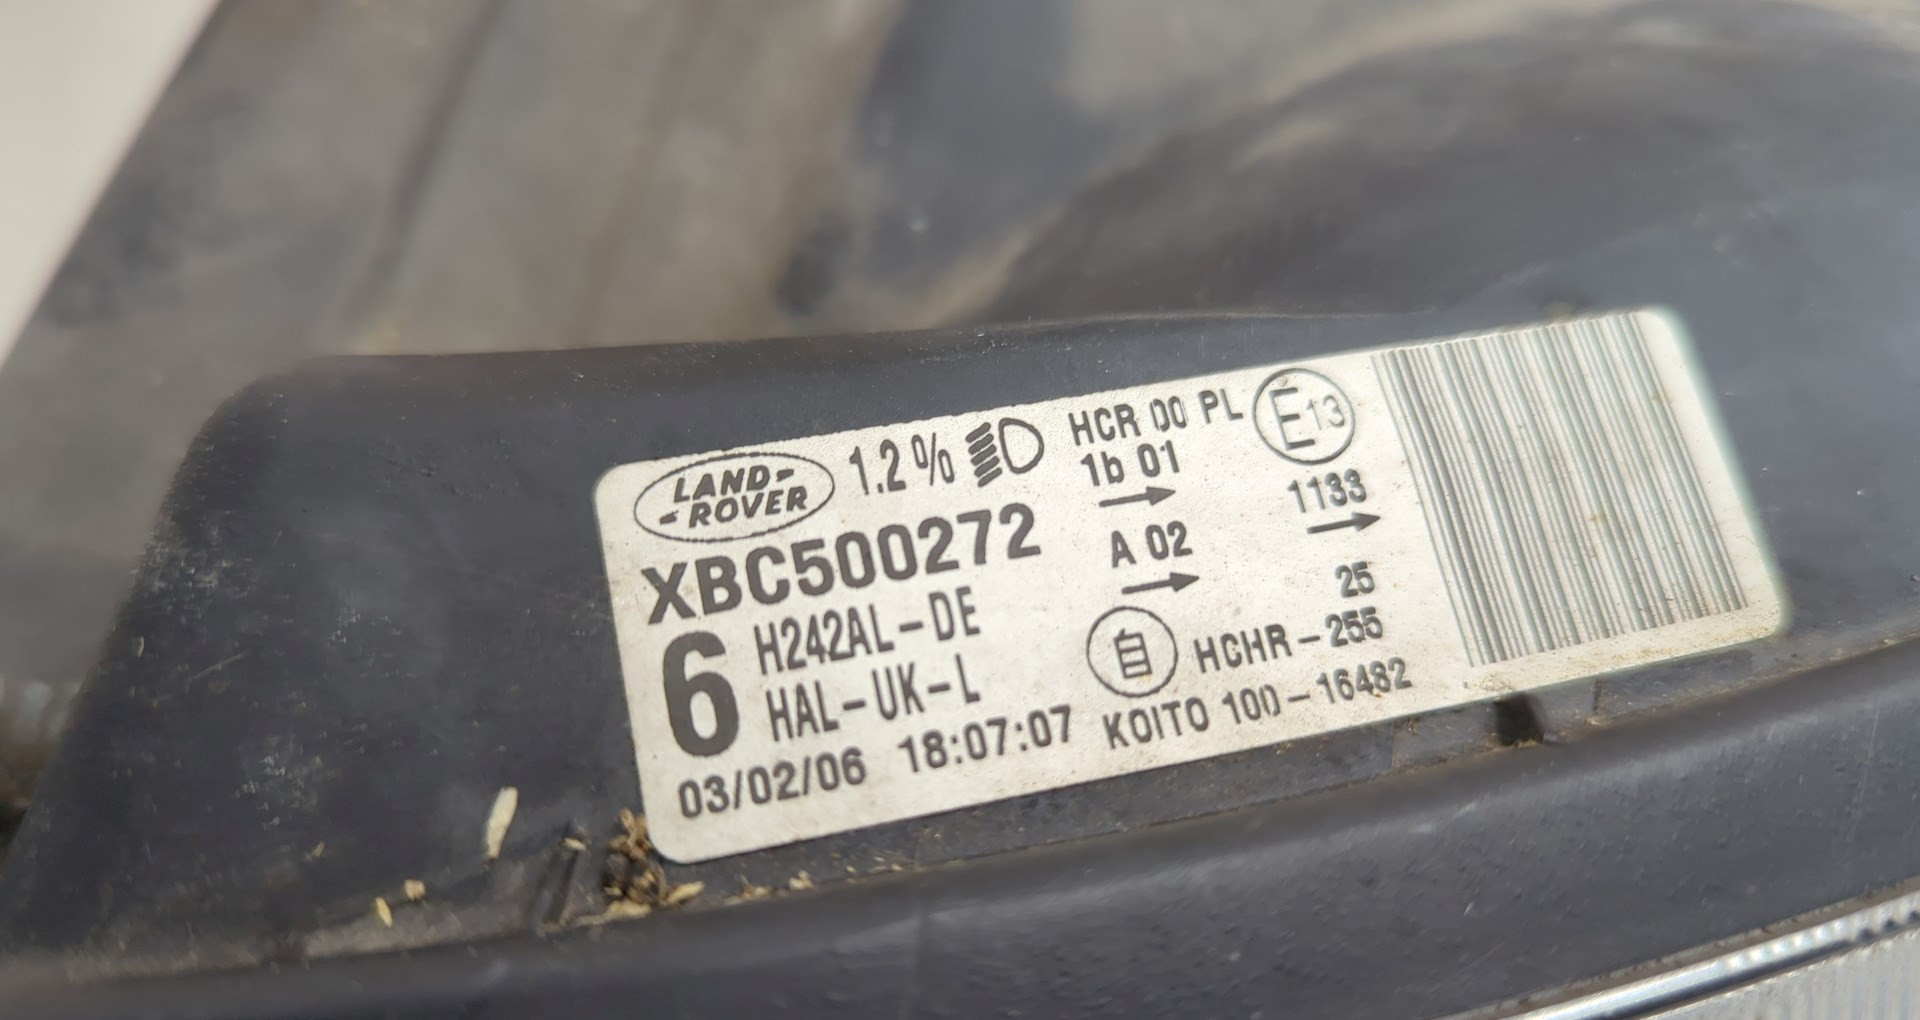 LAND-
-ROVER
1.2%
HCR 00 PL
E13
1b 01
1133
XBC500272
A 02
25
6
H242AL-DE
HAL-UK-L
HCHR-255
03/02/06 18:07:07
KOITO 100-16482